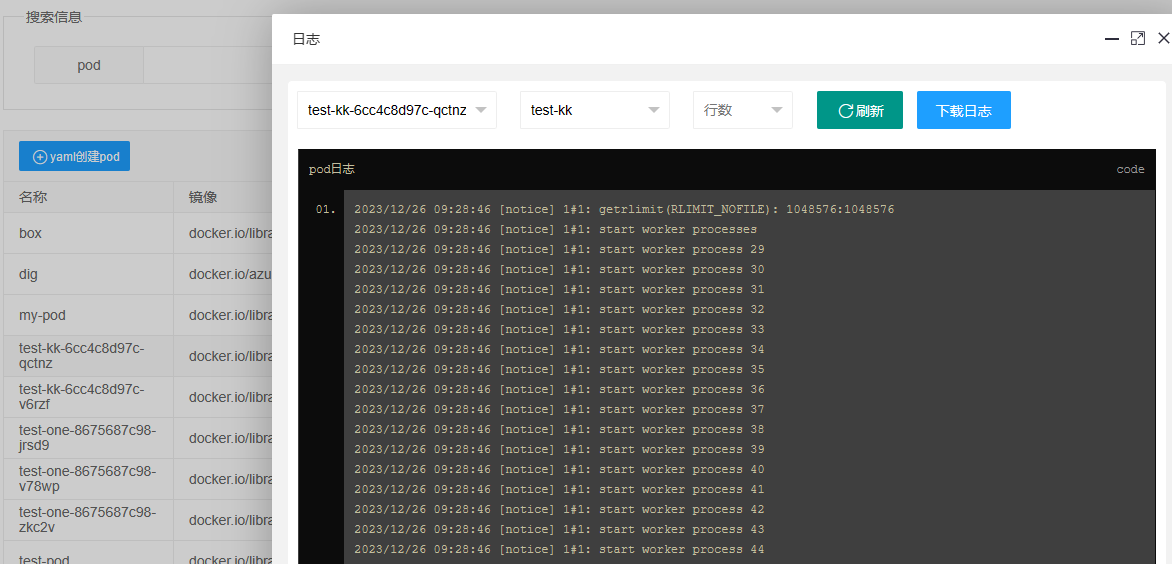 搜索信息
pod
yaml创建pod
名称 镜像
box docker.io/libra
dig docker.io/azu
my-pod docker.io/libra
test-kk-6cc4c8d97c-
qctnz
docker.io/libra
test-kk-6cc4c8d97c-
v6rzf
docker.io/libra
test-one-8675687c98-
jrsd9
docker.io/libra
test-one-8675687c98-
v78wp
docker.io/libra
test-one-8675687c98-
zkc2v
docker.io/libra
test-pod docker.io/libra
日志
test-kk-6cc4c8d97c-qctnz test-kk 行数 刷新 下载日志
pod日志 code
01. 2023/12/26 09:28:46 [notice] 1#1: getrlimit(RLIMIT_NOFILE): 1048576:1048576
2023/12/26 09:28:46 [notice] 1#1: start worker processes
2023/12/26 09:28:46 [notice] 1#1: start worker process 29
2023/12/26 09:28:46 [notice] 1#1: start worker process 30
2023/12/26 09:28:46 [notice] 1#1: start worker process 31
2023/12/26 09:28:46 [notice] 1#1: start worker process 32
2023/12/26 09:28:46 [notice] 1#1: start worker process 33
2023/12/26 09:28:46 [notice] 1#1: start worker process 34
2023/12/26 09:28:46 [notice] 1#1: start worker process 35
2023/12/26 09:28:46 [notice] 1#1: start worker process 36
2023/12/26 09:28:46 [notice] 1#1: start worker process 37
2023/12/26 09:28:46 [notice] 1#1: start worker process 38
2023/12/26 09:28:46 [notice] 1#1: start worker process 39
2023/12/26 09:28:46 [notice] 1#1: start worker process 40
2023/12/26 09:28:46 [notice] 1#1: start worker process 41
2023/12/26 09:28:46 [notice] 1#1: start worker process 42
2023/12/26 09:28:46 [notice] 1#1: start worker process 43
2023/12/26 09:28:46 [notice] 1#1: start worker process 44